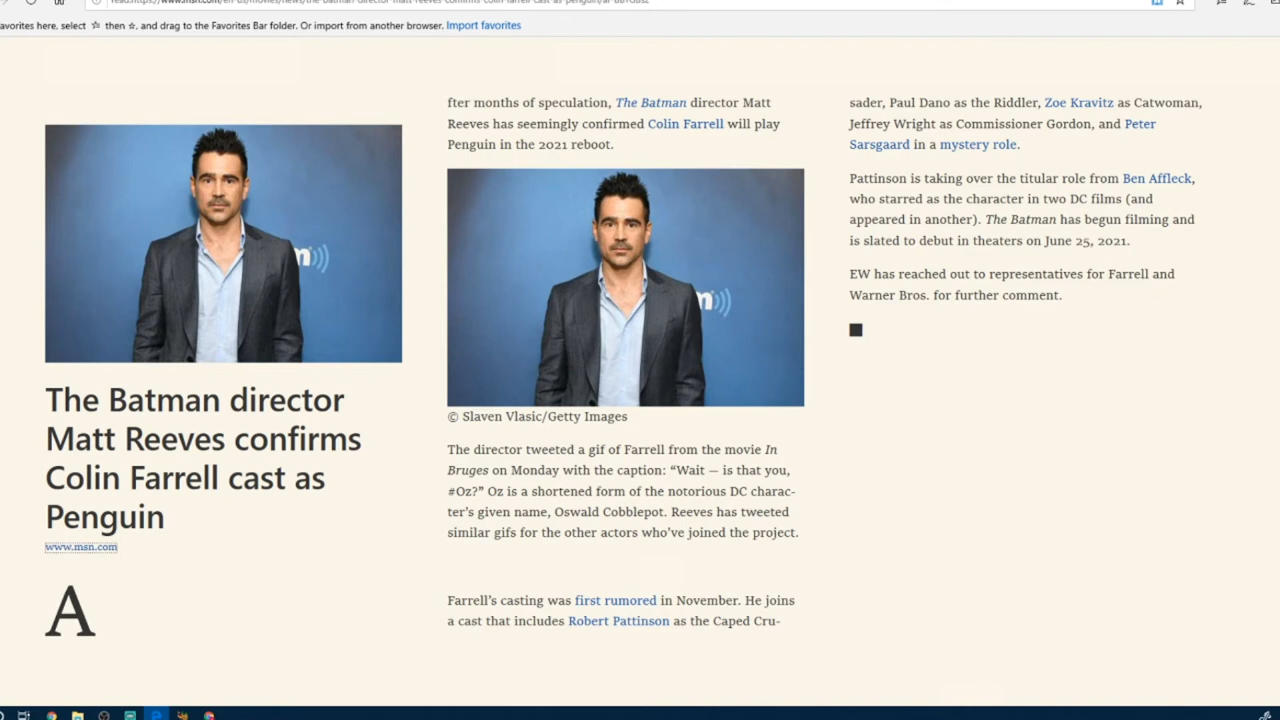 avorites here, select ☆ then ☆, and drag to the Favorites Bar folder. Or import from another browser. Import favorites
The Batman director
Matt Reeves confirms
Colin Farrell cast as
Penguin
www.msn.com
A
fter months of speculation, The Batman director Matt
Reeves has seemingly confirmed Colin Farrell will play
Penguin in the 2021 reboot.
© Slaven Vlasic/Getty Images
The director tweeted a gif of Farrell from the movie In
Bruges on Monday with the caption: “Wait — is that you,
#Oz?” Oz is a shortened form of the notorious DC charac-
ter’s given name, Oswald Cobblepot. Reeves has tweeted
similar gifs for the other actors who’ve joined the project.
Farrell’s casting was first rumored in November. He joins
a cast that includes Robert Pattinson as the Caped Cru-
sader, Paul Dano as the Riddler, Zoe Kravitz as Catwoman,
Jeffrey Wright as Commissioner Gordon, and Peter
Sarsgaard in a mystery role.
Pattinson is taking over the titular role from Ben Affleck,
who starred as the character in two DC films (and
appeared in another). The Batman has begun filming and
is slated to debut in theaters on June 25, 2021.
EW has reached out to representatives for Farrell and
Warner Bros. for further comment.